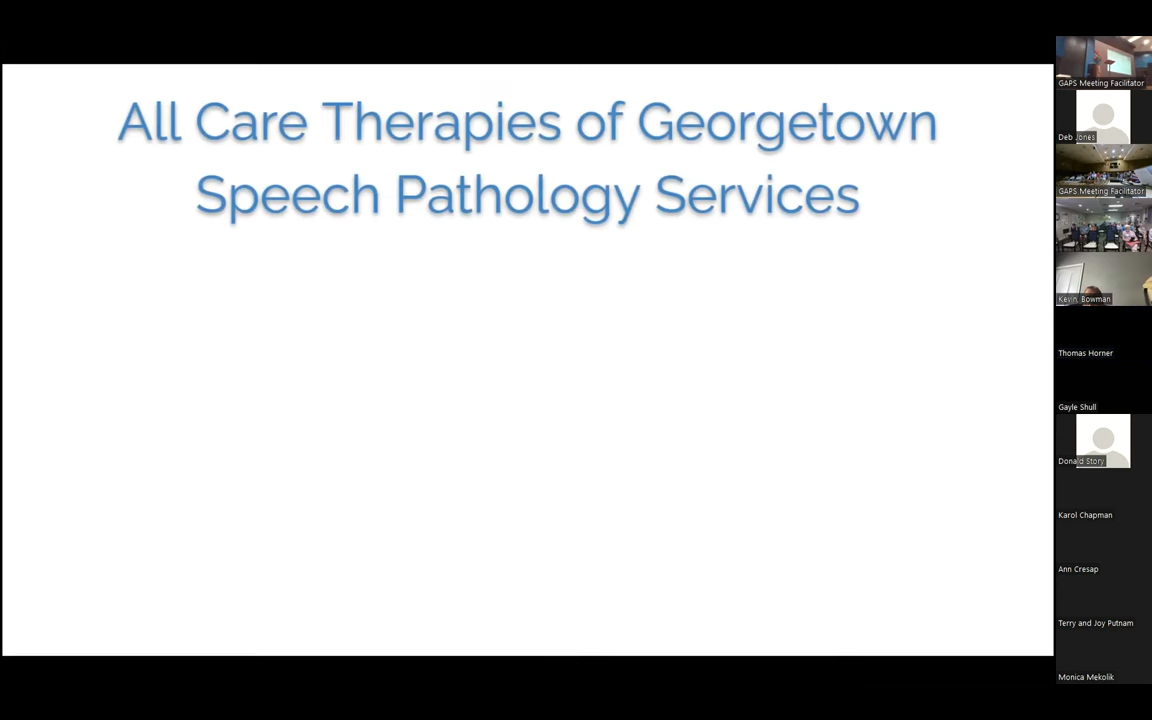 All Care Therapies of Georgetown
Speech Pathology Services
GAPS Meeting Facilitator
Deb Jones
GAPS Meeting Facilitator
Kevin. Bowman
Thomas Horner
Gayle Shull
Donald Story
Karol Chapman
Ann Cresap
Terry and Joy Putnam
Monica Mekolik